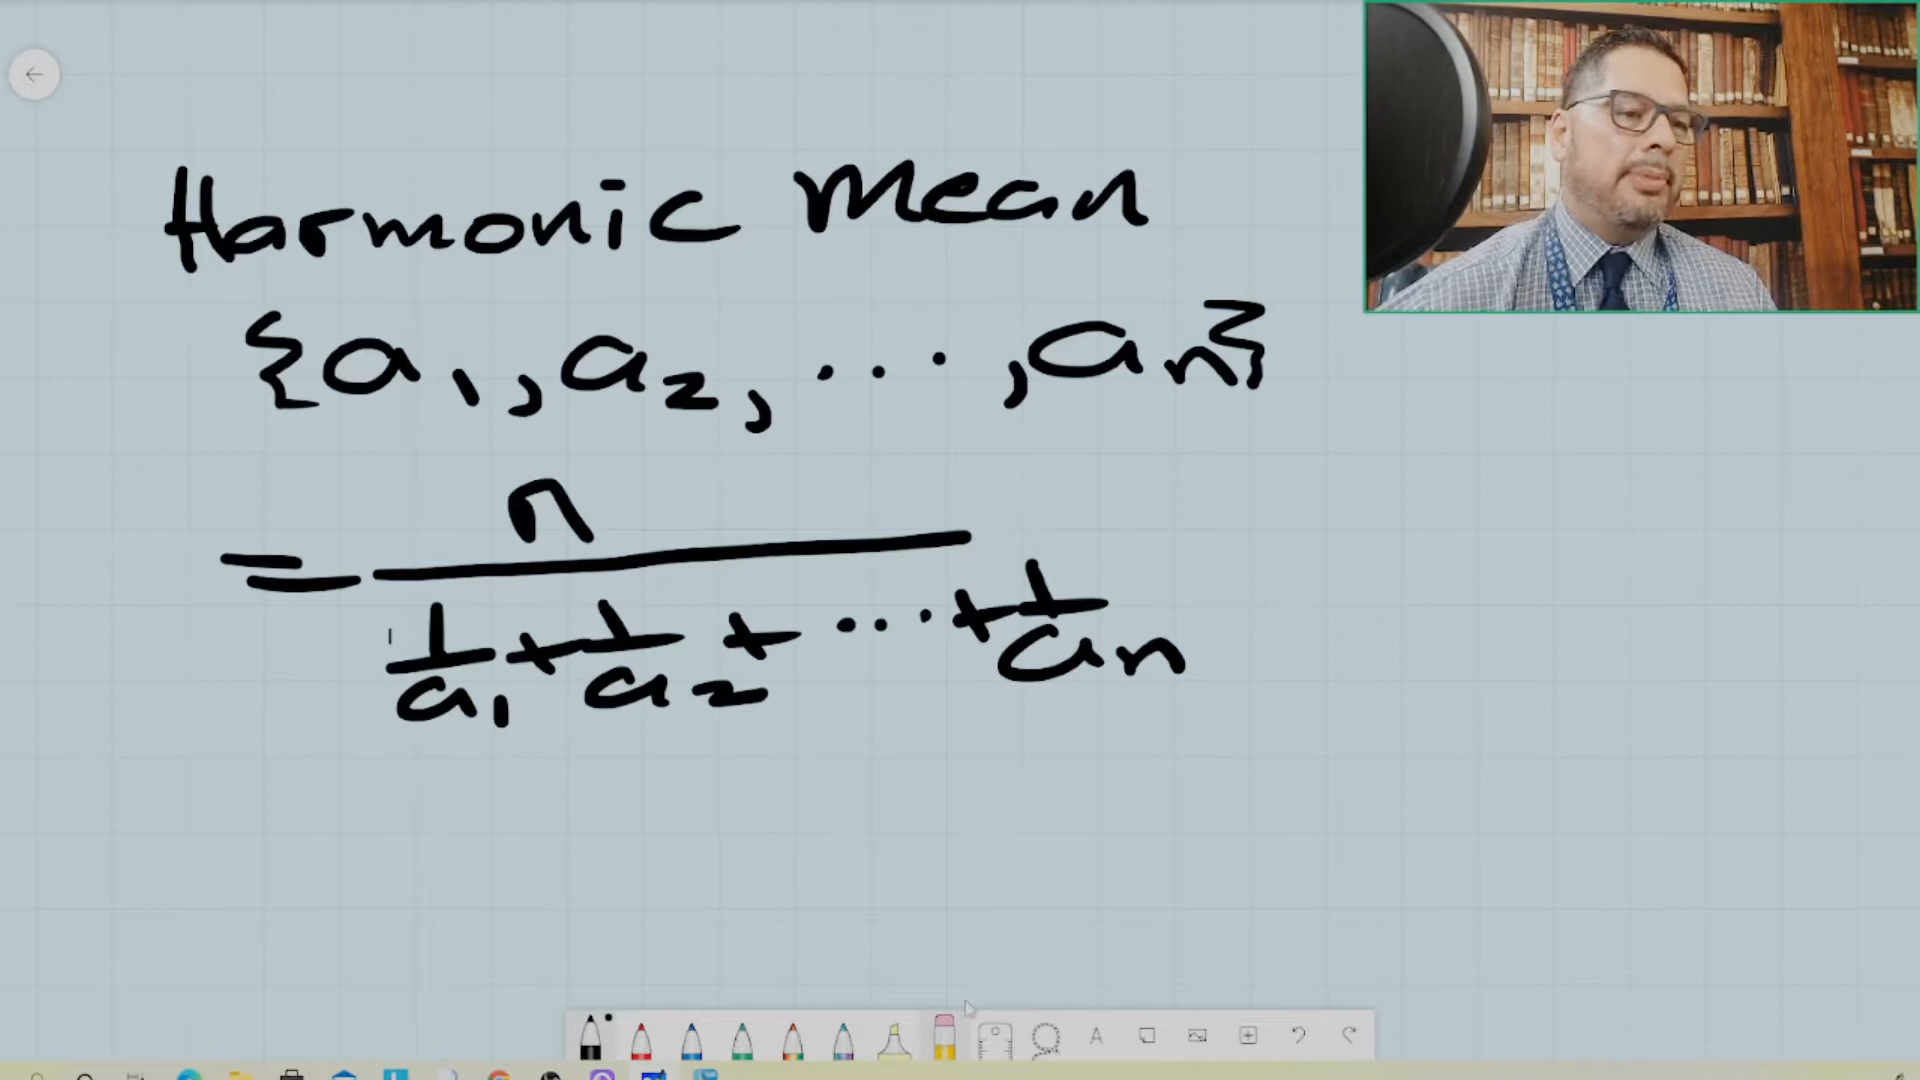 Harmonic Mean
{a₁, a₂, ..., aₙ}
= n / (1/a₁ + 1/a₂ + ... + 1/aₙ)